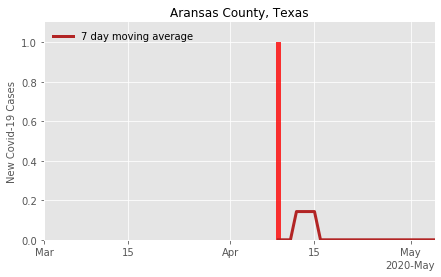 Aransas County, Texas
7 day moving average
New Covid-19 Cases
1.0
0.8
0.6
0.4
0.2
0.0
Mar
15
Apr
15
May
2020-May